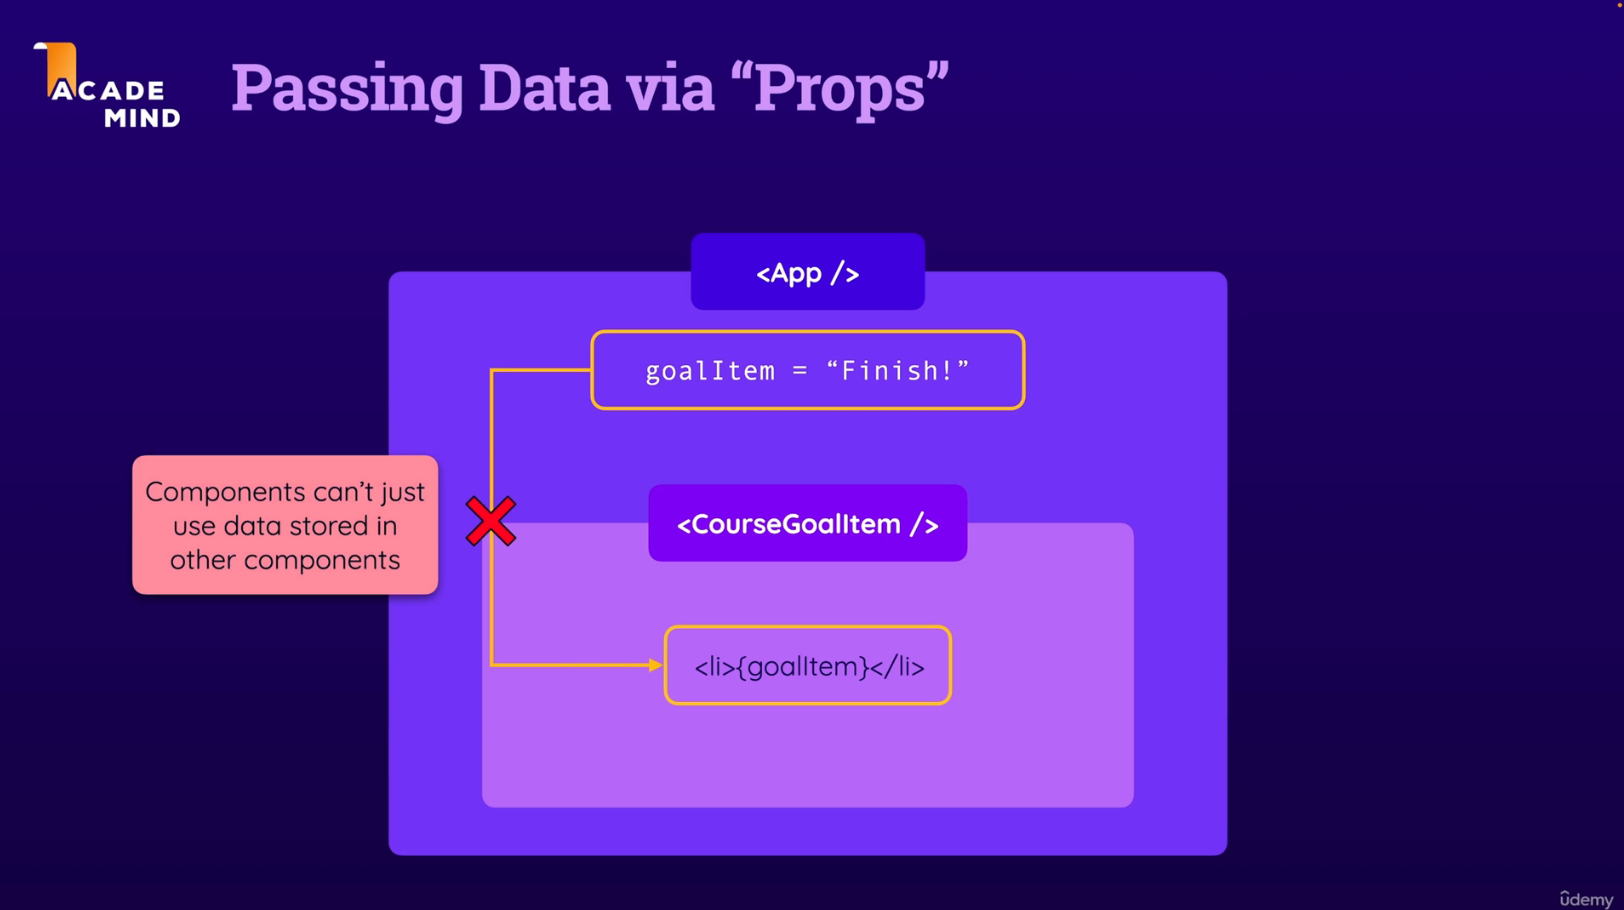 ACADE
MIND
Passing Data via “Props”
<App />
goalItem = “Finish!”
Components can’t just
use data stored in
other components
<CourseGoalItem />
<li>{goalItem}</li>
ûdemy